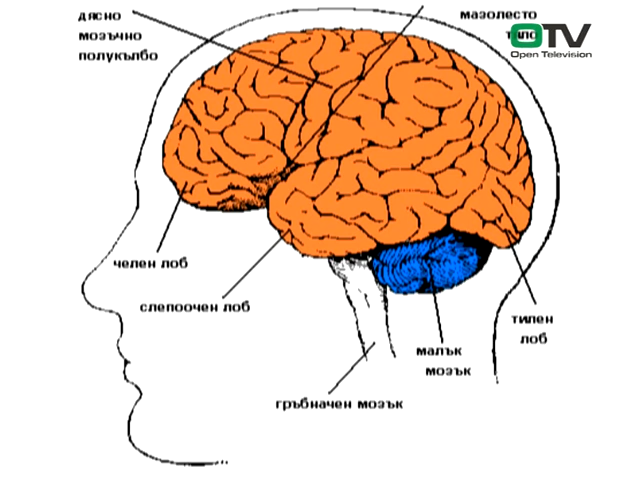 дясно
мозъчно
полукълбо
мазолесто
тяло
OTV
Open Television
челен лоб
слепоочен лоб
тилен
лоб
малък
мозък
гръбначен мозък